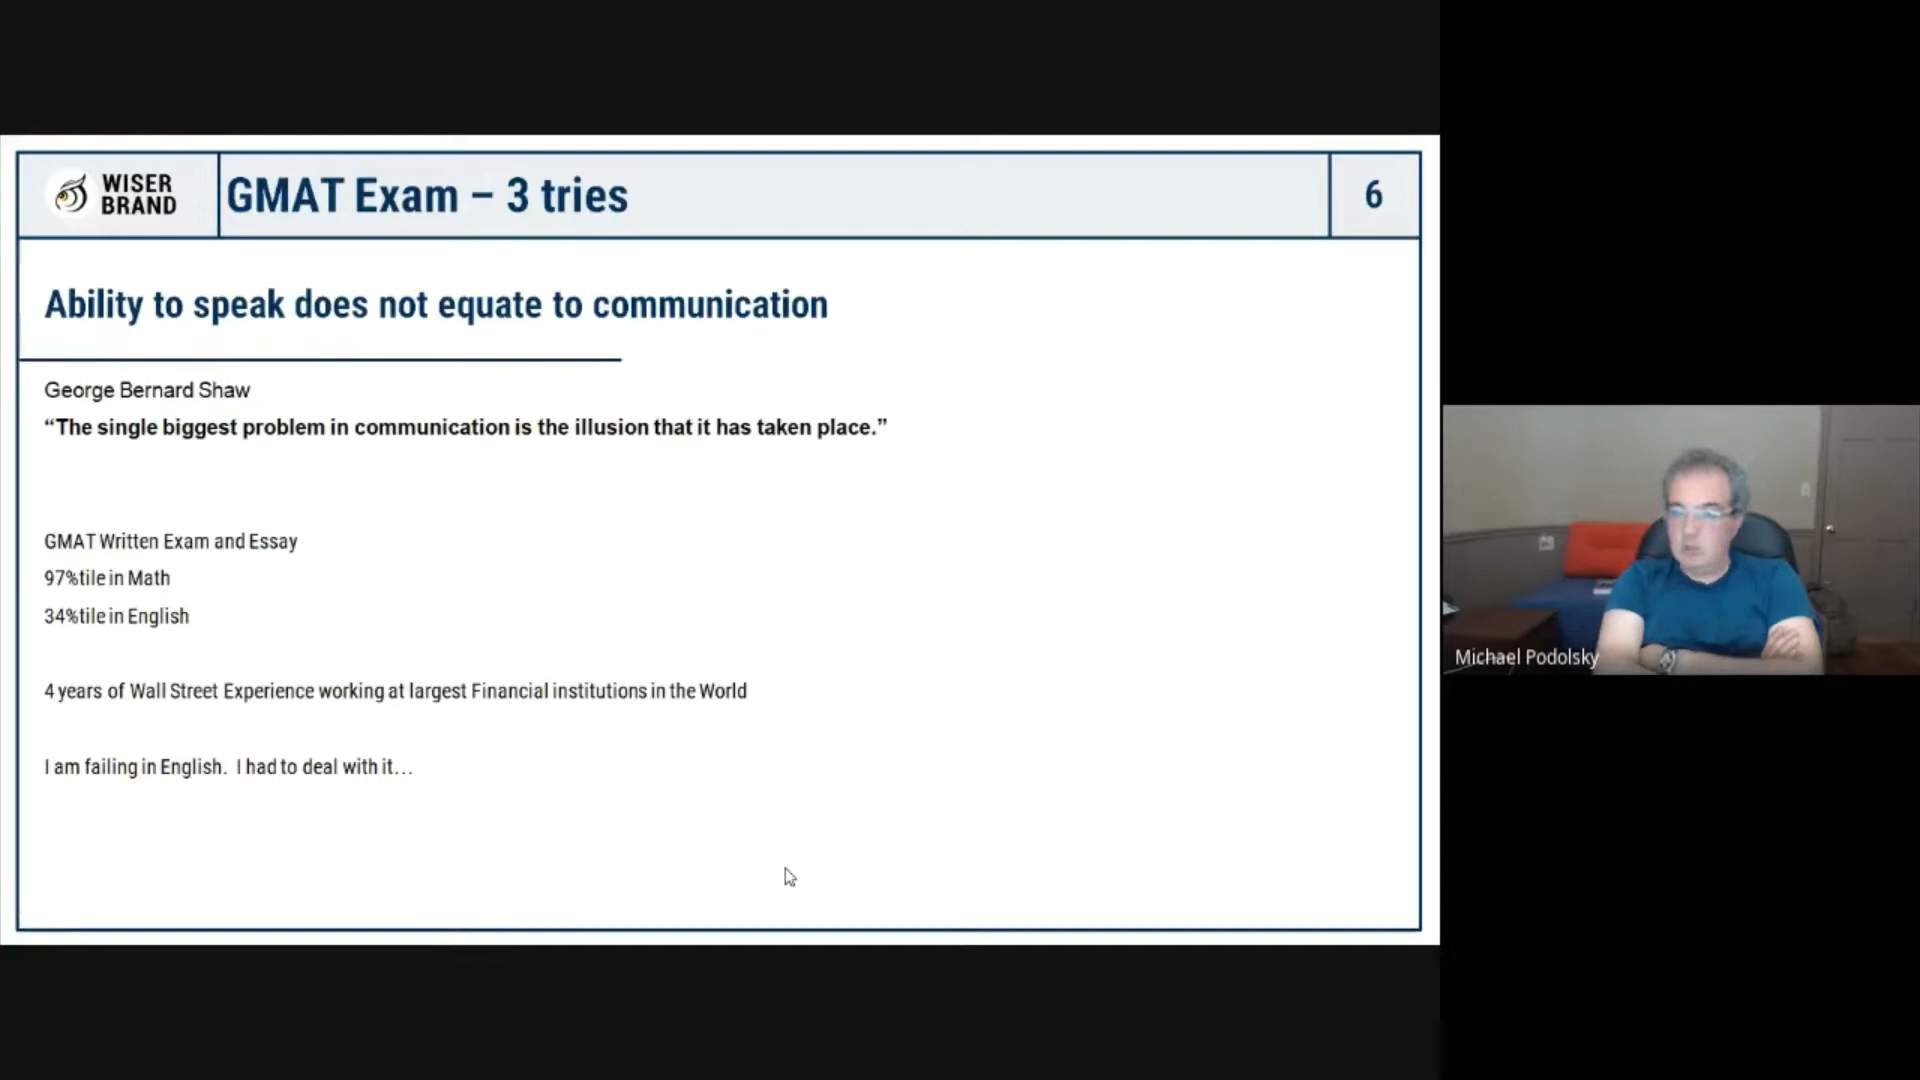 WISER
BRAND
GMAT Exam – 3 tries
6
Ability to speak does not equate to communication
George Bernard Shaw
“The single biggest problem in communication is the illusion that it has taken place.”
GMAT Written Exam and Essay
97%tile in Math
34%tile in English
4 years of Wall Street Experience working at largest Financial institutions in the World
I am failing in English.  I had to deal with it…
Michael Podolsky